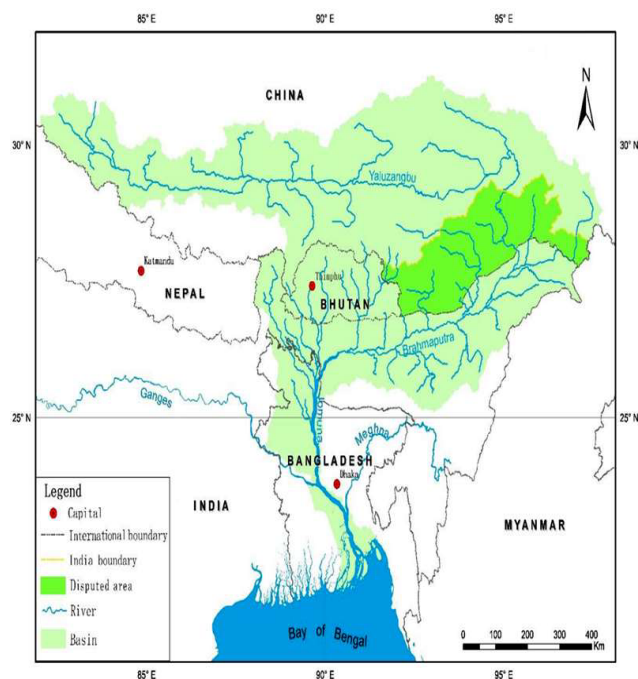 85° E
90° E
95° E
N
CHINA
30° N
30° N
Yaluzangbu
Katmandu
Thimphu
NEPAL
BHUTAN
Brahmaputra
Ganges
Jomuna
25° N
25° N
Meghna
BANGLADESH
Dhaka
INDIA
MYANMAR
Legend
Capital
International boundary
India boundary
Disputed area
River
Basin
Bay of Bengal
0 100 200 300 400
Km
85° E
90° E
95° E